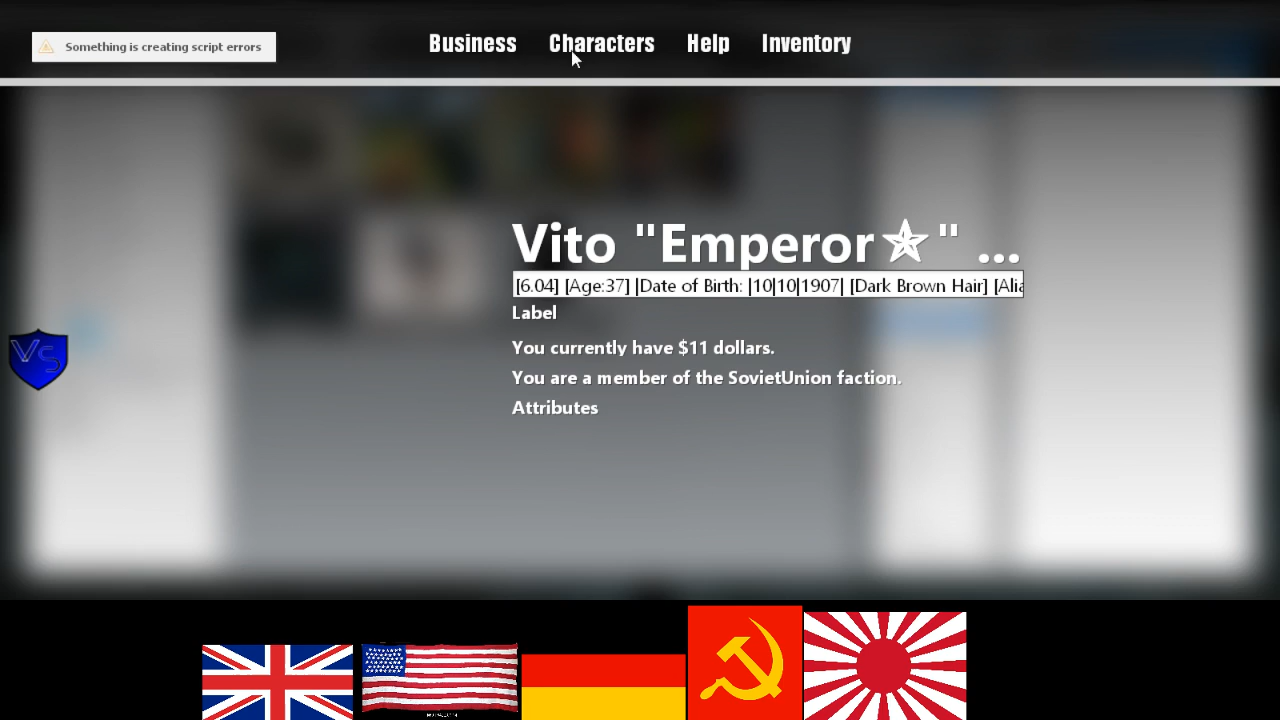 Something is creating script errors
Business Characters Help Inventory
Vito "Emperor✯" ...
[6.04] [Age:37] |Date of Birth: |10|10|1907| [Dark Brown Hair] [Alia
Label
You currently have $11 dollars.
You are a member of the SovietUnion faction.
Attributes
VS